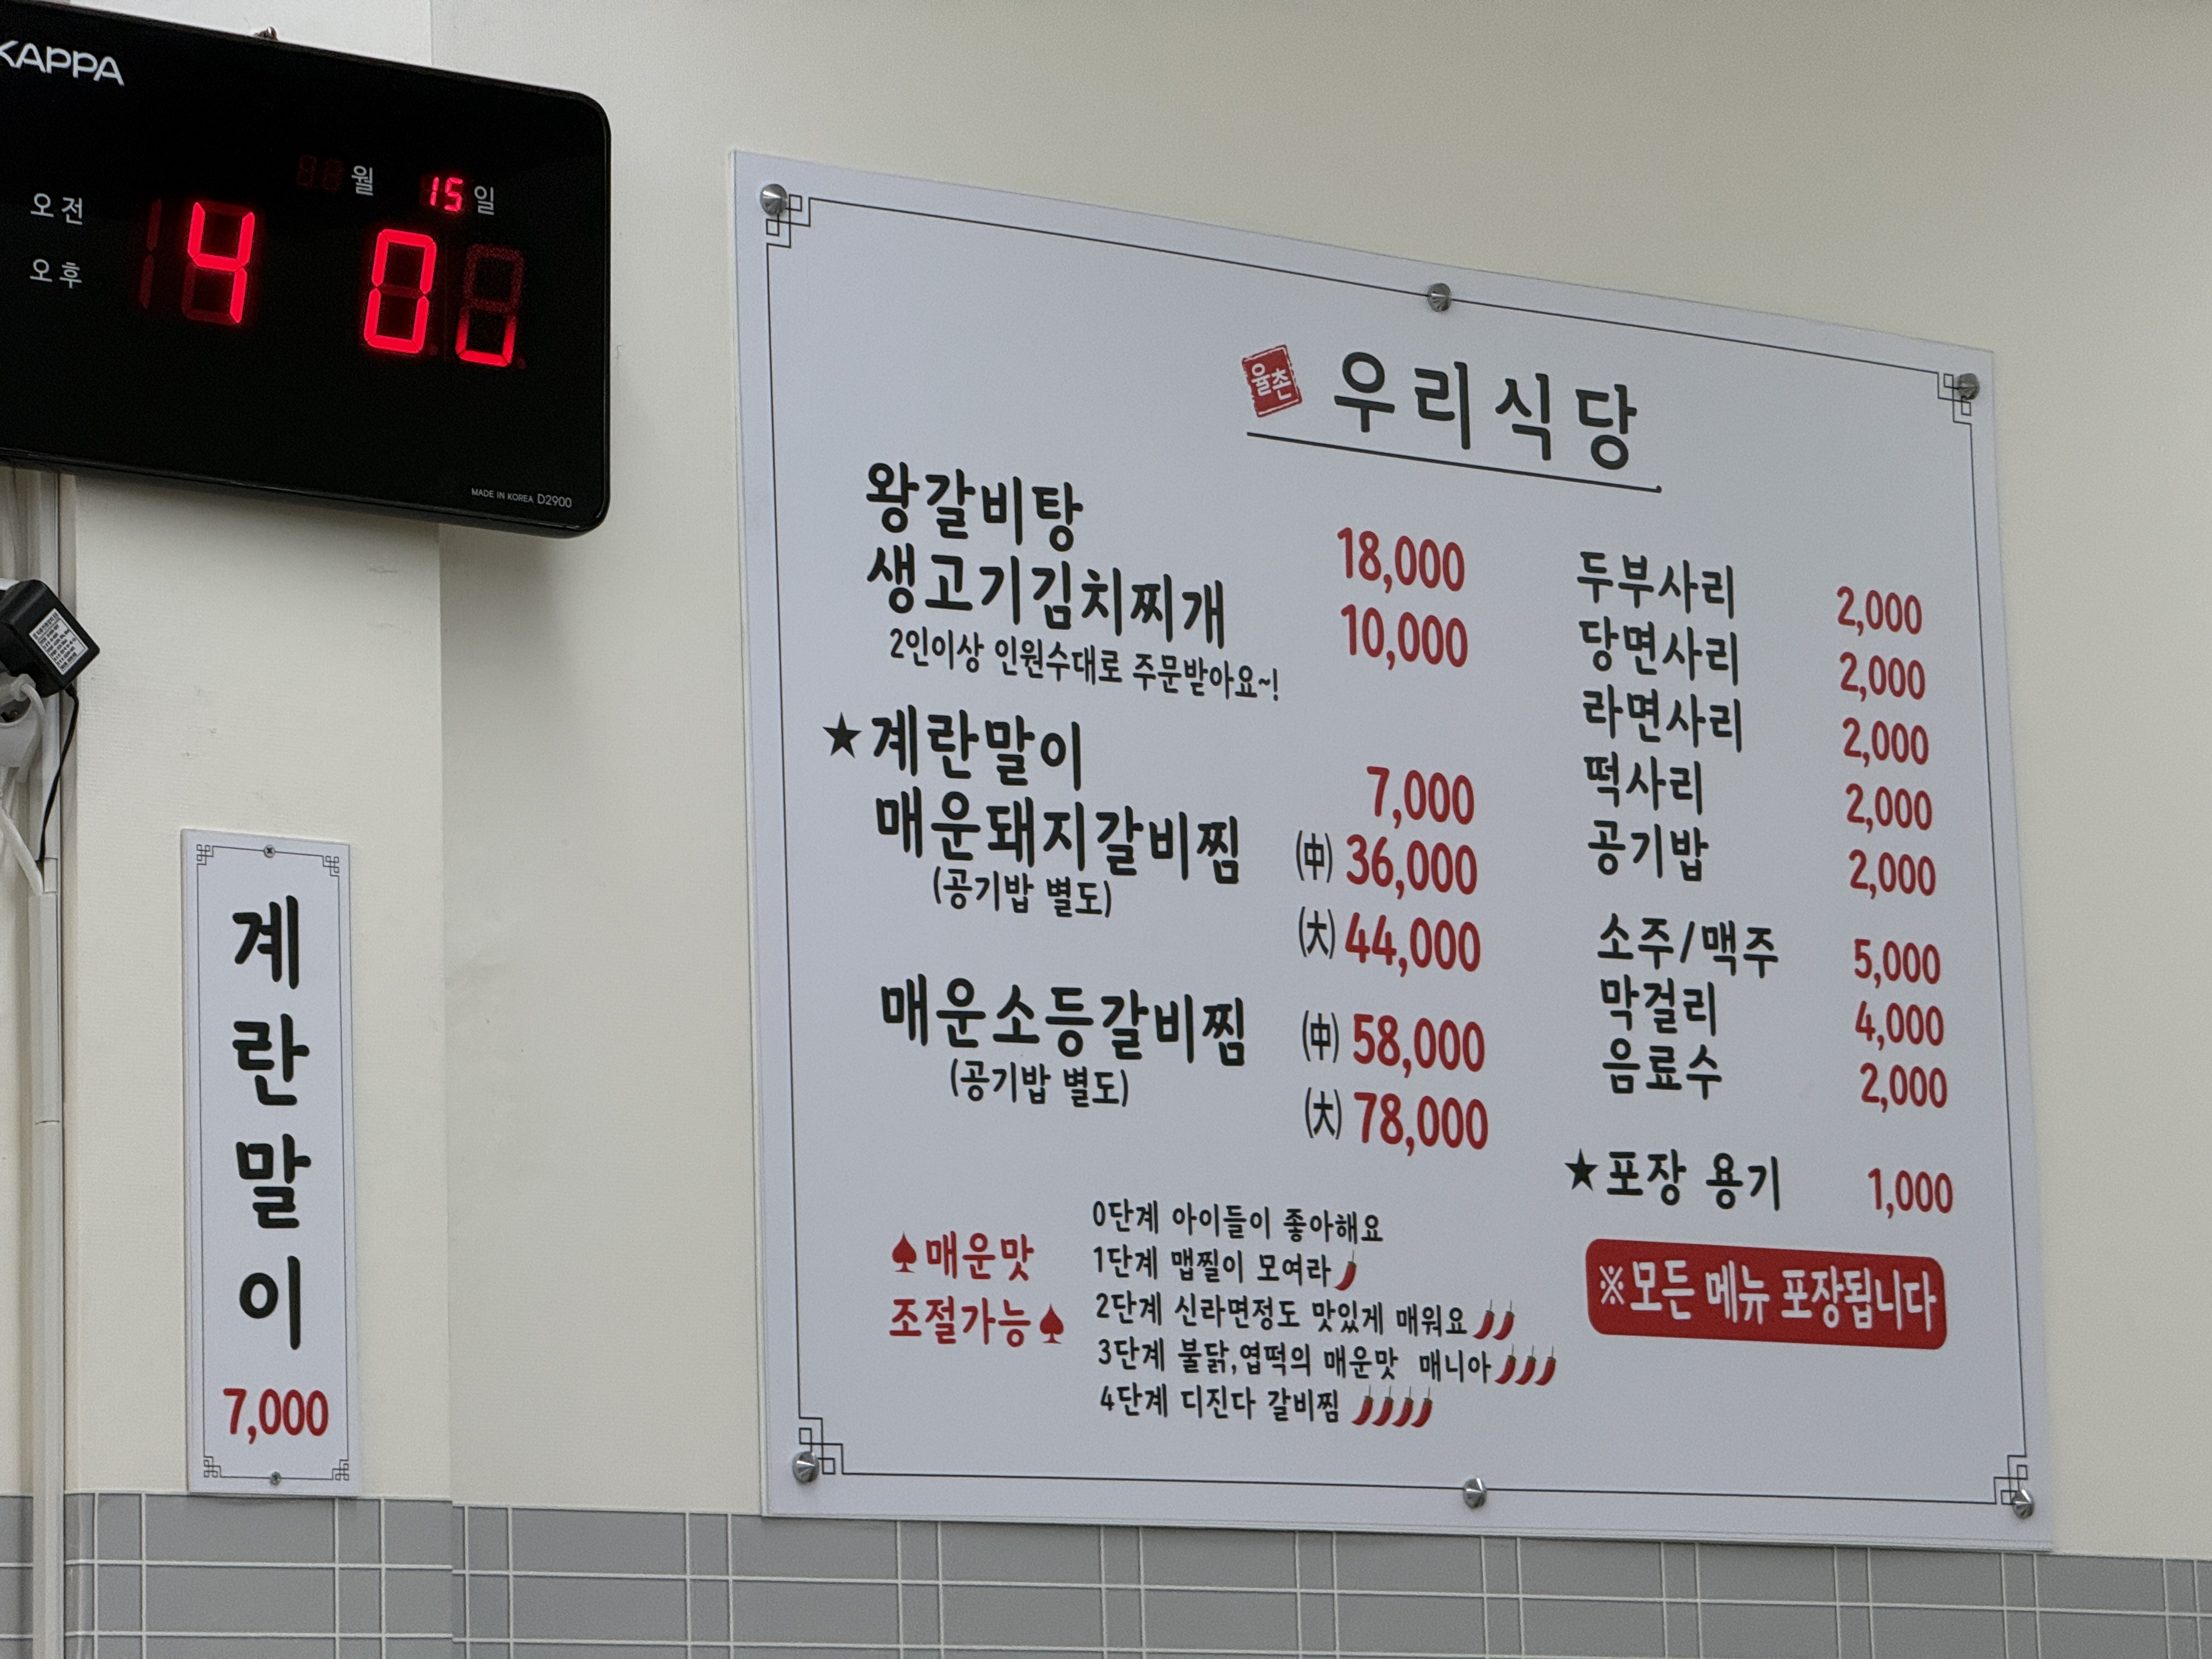 KAPPA
월 15 일
오전
오후
4 0
MADE IN KOREA D2900
계
란
말
이
7,000
율촌 우리식당
왕갈비탕 18,000
생고기김치찌개 10,000
2인이상 인원수대로 주문받아요~!
★계란말이 7,000
매운돼지갈비찜 (中) 36,000
(공기밥 별도)
(大) 44,000
매운소등갈비찜 (中) 58,000
(공기밥 별도)
(大) 78,000
♠매운맛
조절가능♠
0단계 아이들이 좋아해요
1단계 맵찔이 모여라
2단계 신라면정도 맛있게 매워요
3단계 불닭,엽떡의 매운맛 매니아
4단계 디진다 갈비찜
두부사리 2,000
당면사리 2,000
라면사리 2,000
떡사리 2,000
공기밥 2,000
소주/맥주 5,000
막걸리 4,000
음료수 2,000
★포장 용기 1,000
※모든 메뉴 포장됩니다